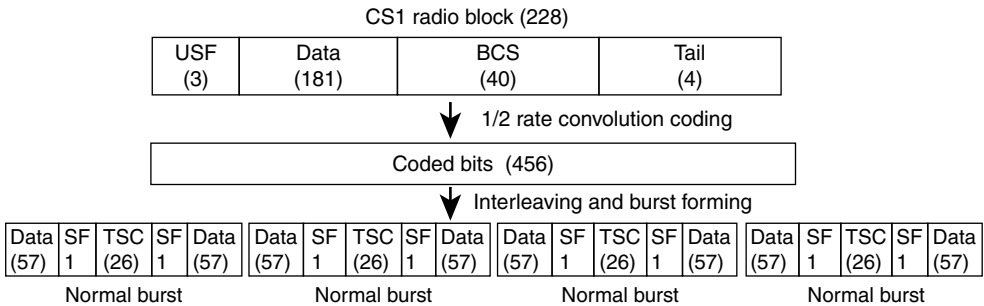 CS1 radio block (228)
USF Data BCS Tail
(3) (181) (40) (4)
1/2 rate convolution coding
Coded bits (456)
Interleaving and burst forming
Data SF TSC SF Data Data SF TSC SF Data Data SF TSC SF Data Data SF TSC SF Data
(57) 1 (26) 1 (57) (57) 1 (26) 1 (57) (57) 1 (26) 1 (57) (57) 1 (26) 1 (57)
Normal burst Normal burst Normal burst Normal burst